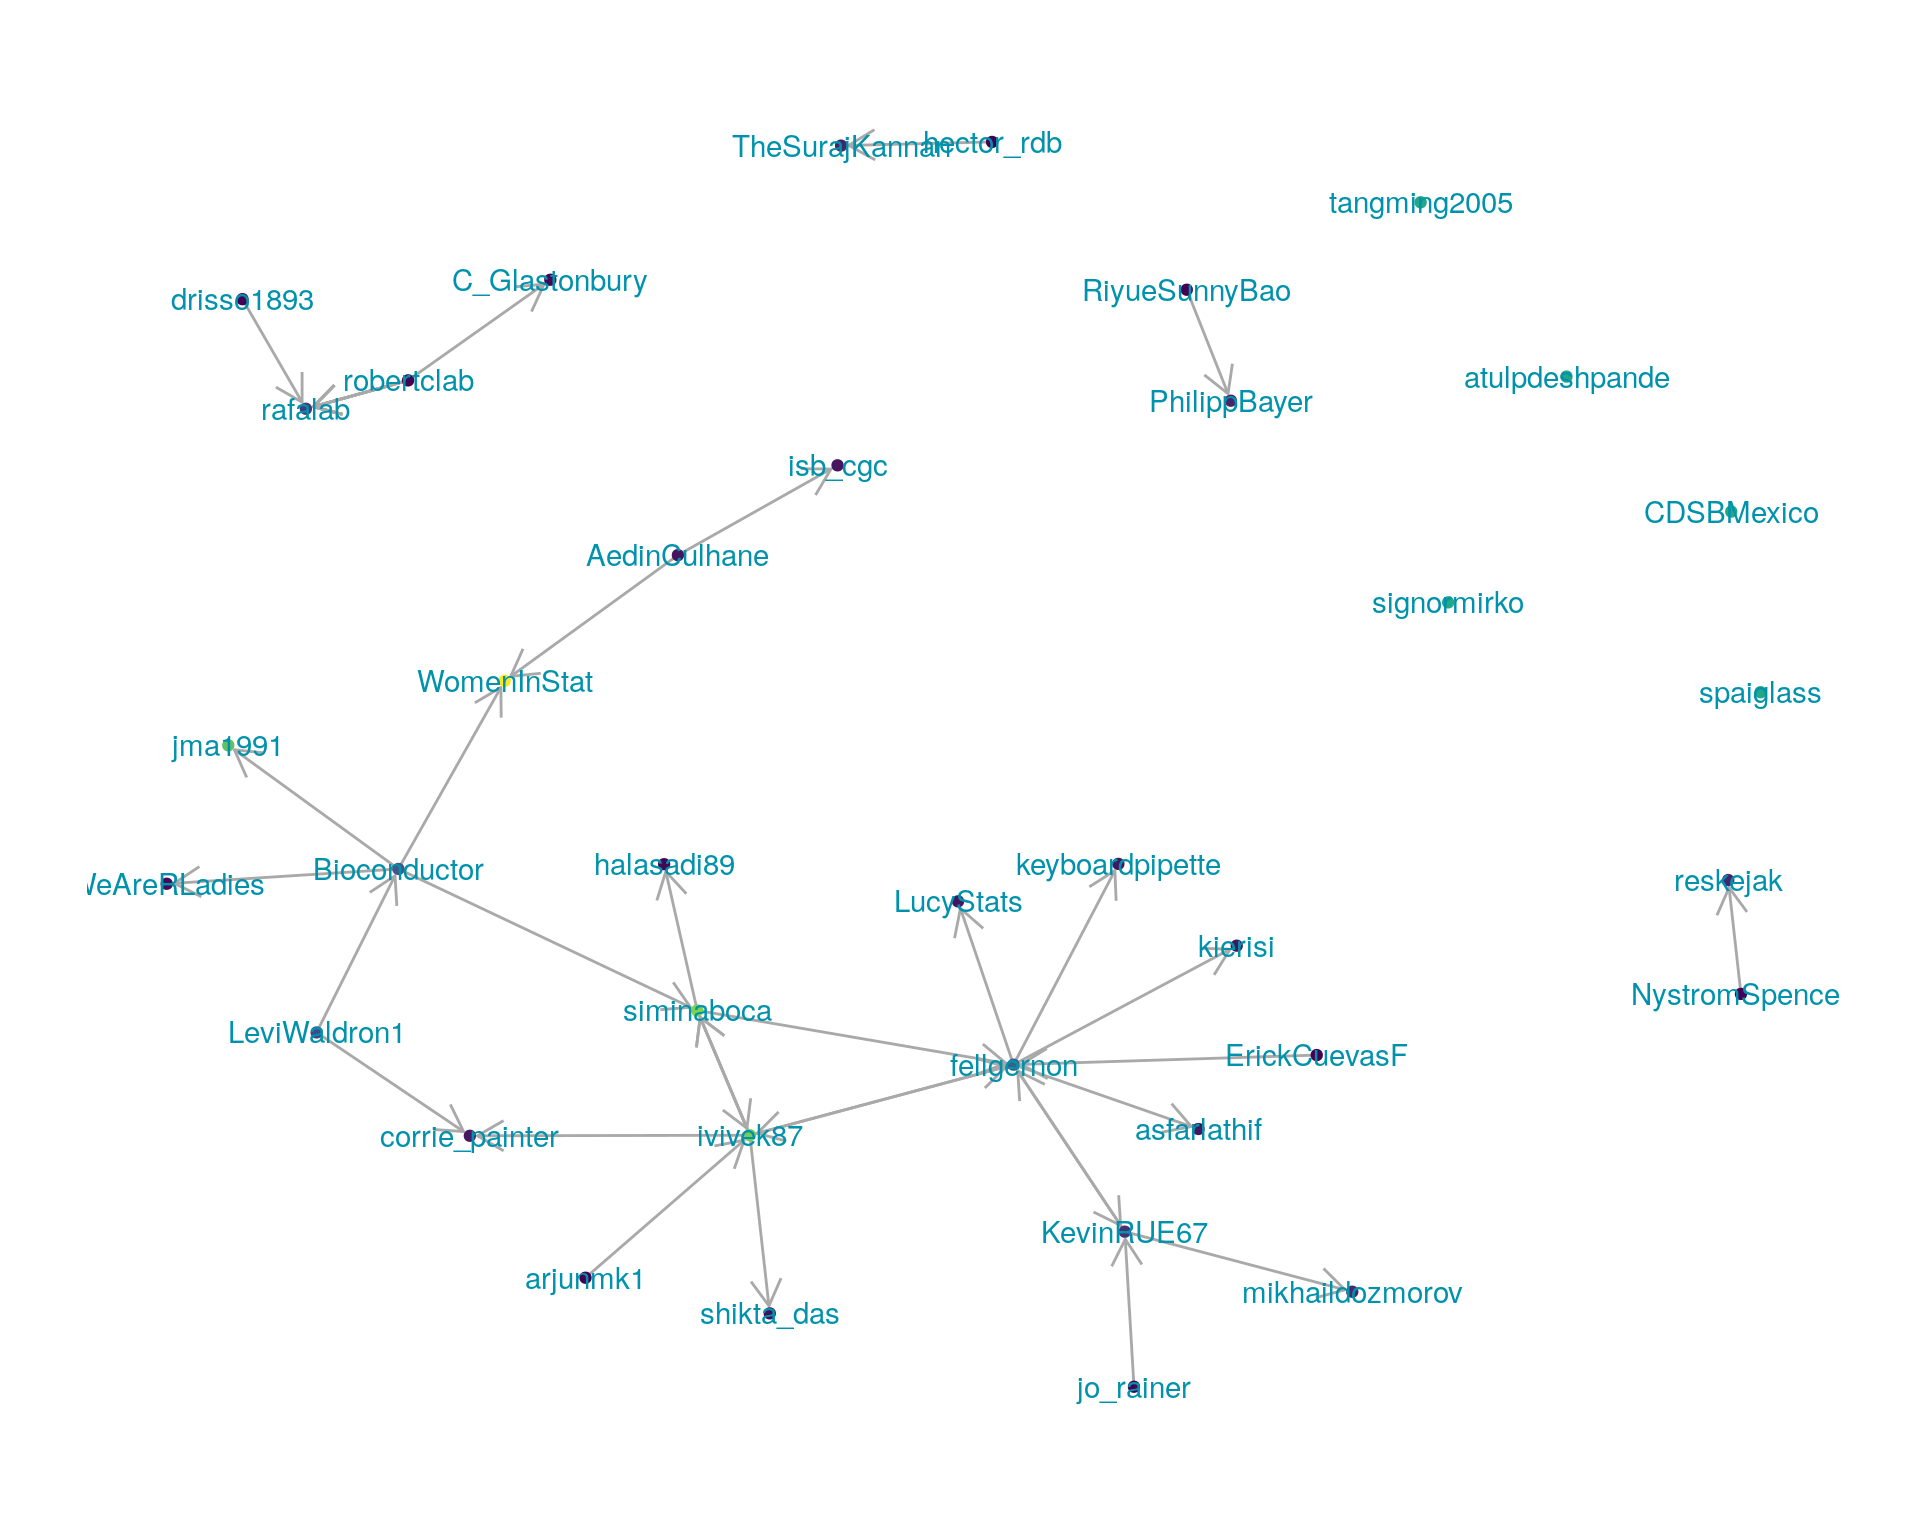 TheSurajKannan
hector_rdb
tangming2005
C_Glastonbury
drisso1893
RiyueSunnyBao
robertclab
atulpdeshpande
PhilippBayer
rafalab
isb_cgc
CDSBMexico
AedinCulhane
signormirko
WomenInStat
spaiglass
jma1991
halasadi89
keyboardpipette
Bioconductor
reskejak
VeAreRLadies
LucyStats
kierisi
NystromSpence
siminaboca
LeviWaldron1
ErickCuevasF
fellgernon
asfarlathif
ivivek87
corrie_painter
KevinRUE67
arjunmk1
mikhaildozmorov
shikta_das
jo_rainer